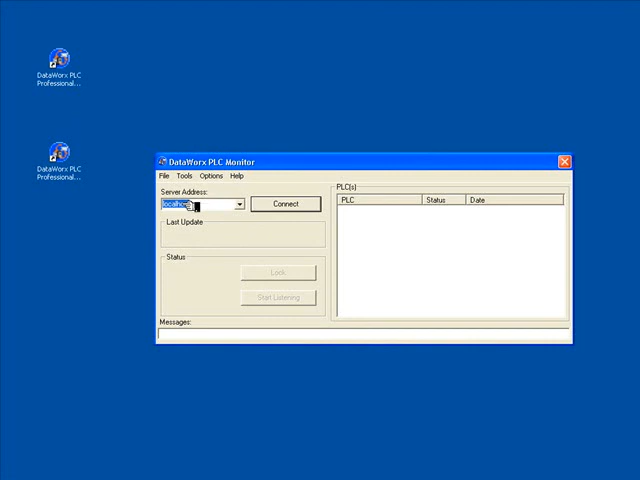 DataWorx PLC
Professional...
DataWorx PLC
Professional...
DataWorx PLC Monitor
File Tools Options Help
Server Address:
Connect
Last Update
Status
Lock
Start Listening
PLC(s)
PLC Status Date
Messages: